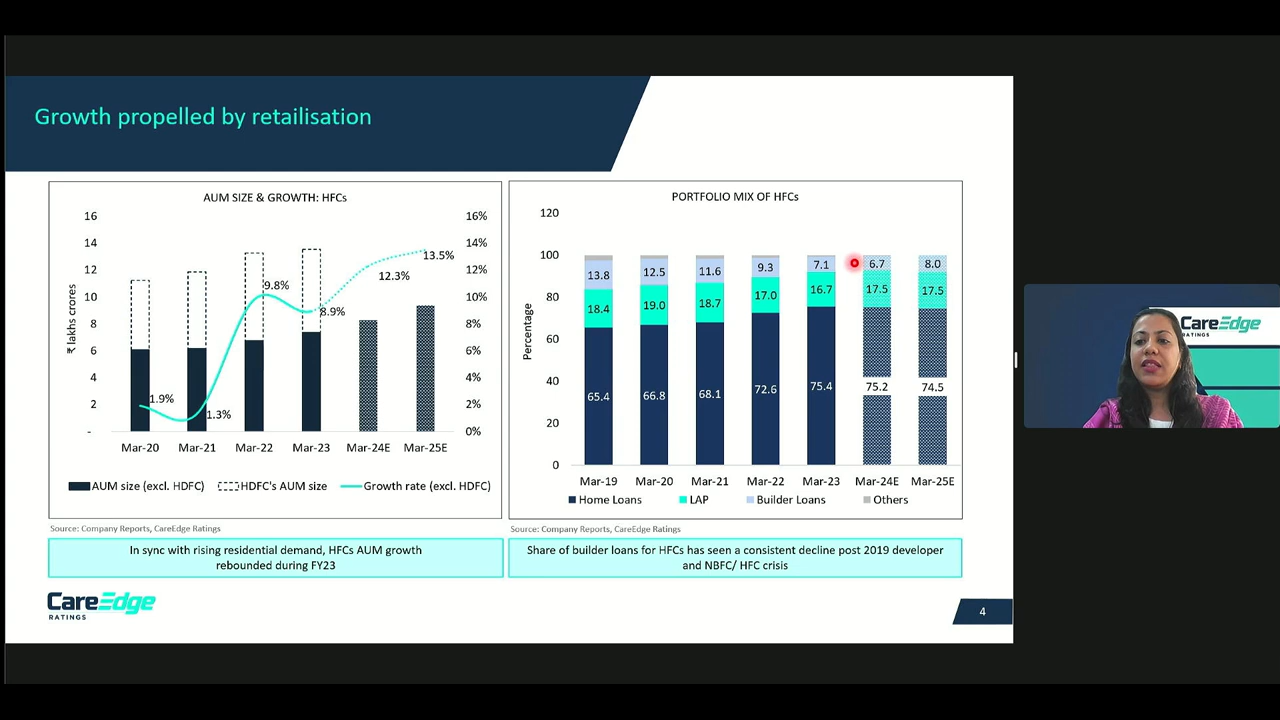 Growth propelled by retailisation
AUM SIZE & GROWTH: HFCs
16
14
12
10
8
6
4
2
-
₹ lakhs crores
16%
14%
12%
10%
8%
6%
4%
2%
0%
1.9%
1.3%
9.8%
8.9%
12.3%
13.5%
Mar-20 Mar-21 Mar-22 Mar-23 Mar-24E Mar-25E
AUM size (excl. HDFC) HDFC's AUM size Growth rate (excl. HDFC)
Source: Company Reports, CareEdge Ratings
In sync with rising residential demand, HFCs AUM growth
rebounded during FY23
PORTFOLIO MIX OF HFCs
120
100
80
60
40
20
0
Percentage
13.8 12.5 11.6 9.3 7.1 6.7 8.0
18.4 19.0 18.7 17.0 16.7 17.5 17.5
65.4 66.8 68.1 72.6 75.4 75.2 74.5
Mar-19 Mar-20 Mar-21 Mar-22 Mar-23 Mar-24E Mar-25E
Home Loans LAP Builder Loans Others
Source: Company Reports, CareEdge Ratings
Share of builder loans for HFCs has seen a consistent decline post 2019 developer
and NBFC/ HFC crisis
CareEdge
RATINGS
4
CareEdge
RATINGS